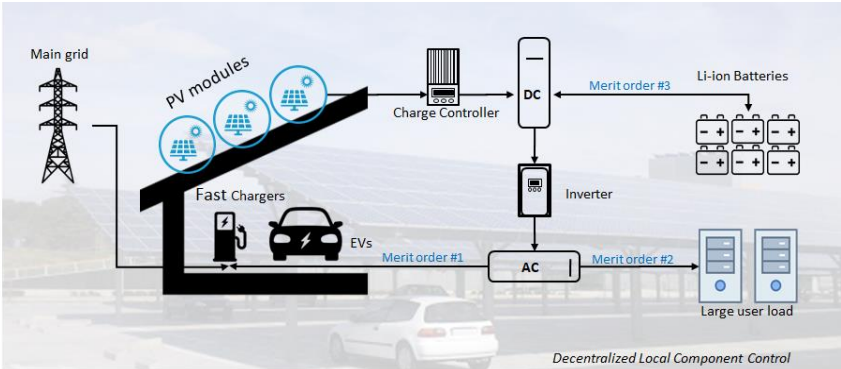 Main grid
PV modules
Charge Controller
DC
Merit order #3
Li-ion Batteries
Inverter
Fast Chargers
EVs
Merit order #1
AC
Merit order #2
Large user load
Decentralized Local Component Control